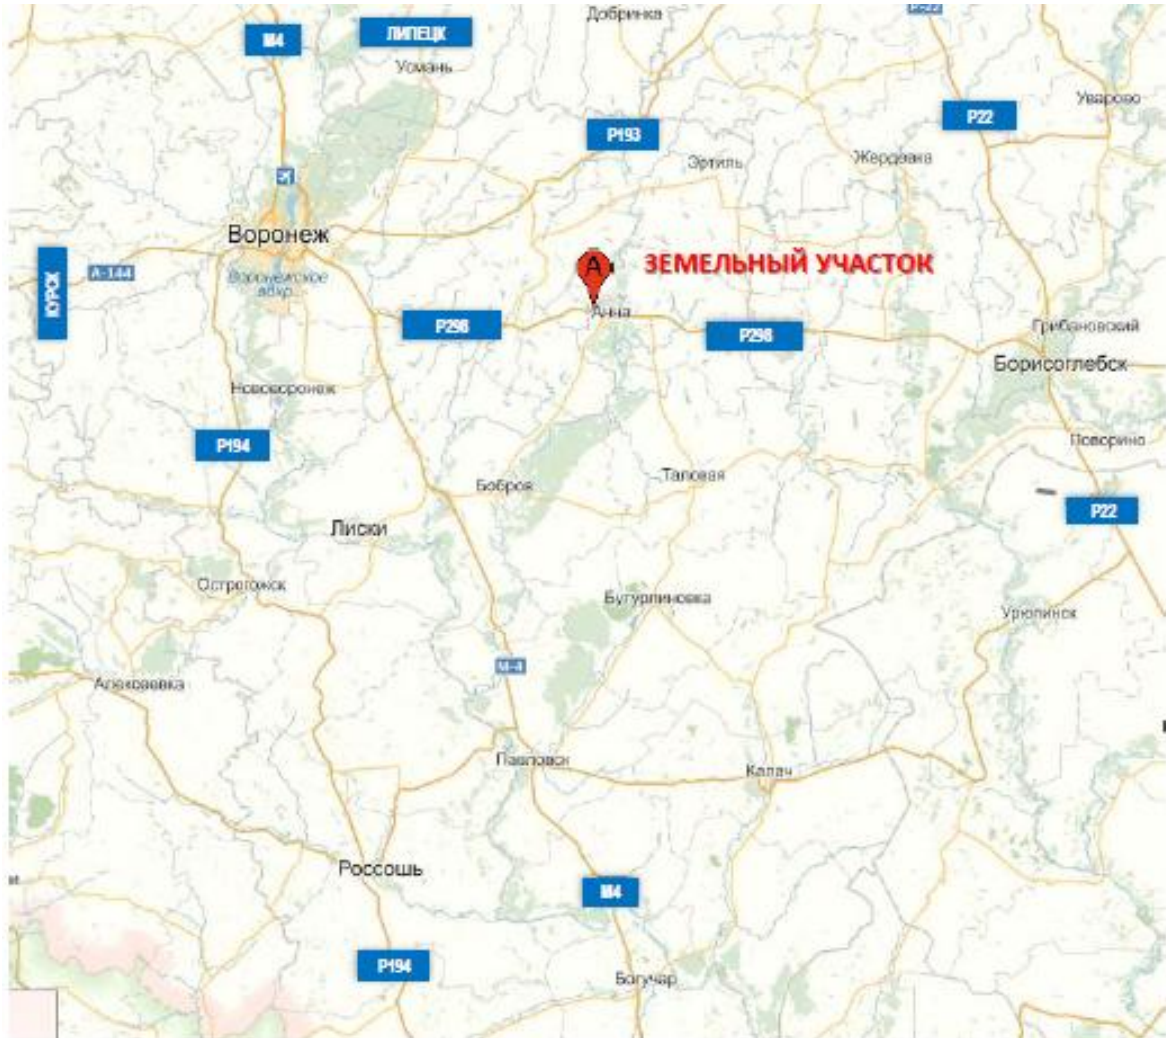 Добринка
Р-22
М4
ЛИПЕЦК
Усмань
Уварово
Р22
Р193
Эртиль
Жердевка
Воронеж
КУРСК
А-144
Воронежское
вдхр.
А
ЗЕМЕЛЬНЫЙ УЧАСТОК
Анна
Р298
Р298
Грибановский
Борисоглебск
Нововоронеж
Р194
Поворино
Бобров
Таловая
Р22
Лиски
Острогожск
Бутурлиновка
Урюпинск
М-4
Алексеевка
Павловск
Калач
Россошь
М4
Р194
Богучар